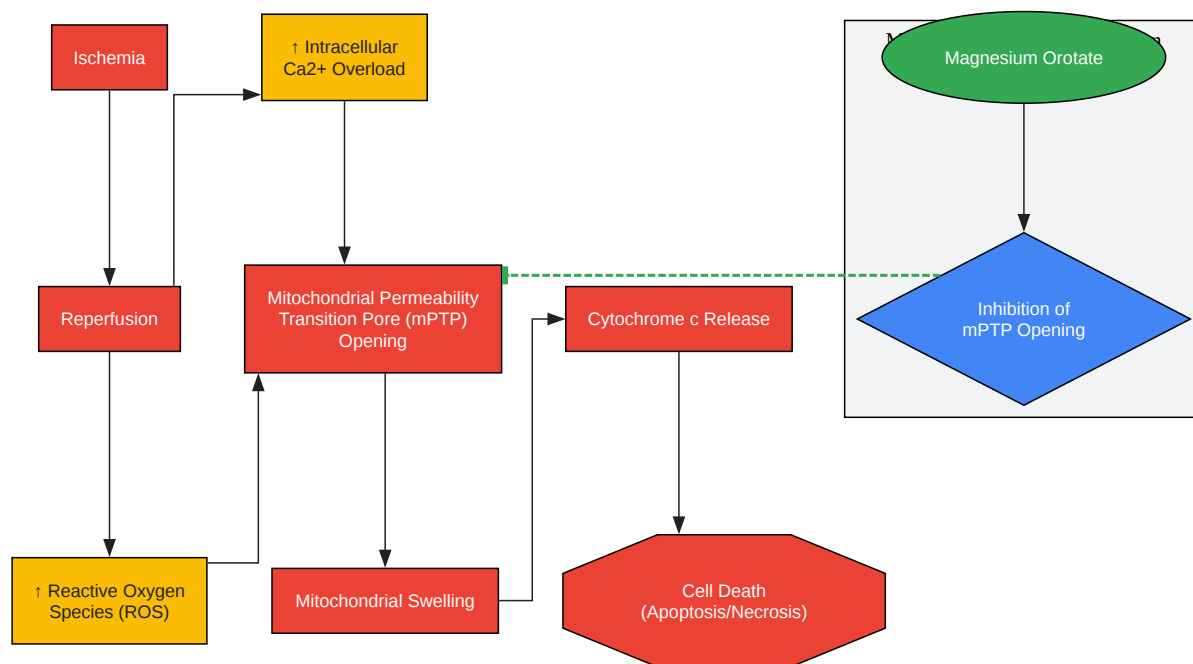 Ischemia
↑ Intracellular
Ca2+ Overload
Magnesium Orotate
Reperfusion
Mitochondrial Permeability
Transition Pore (mPTP)
Opening
Cytochrome c Release
Inhibition of
mPTP Opening
↑ Reactive Oxygen
Species (ROS)
Mitochondrial Swelling
Cell Death
(Apoptosis/Necrosis)